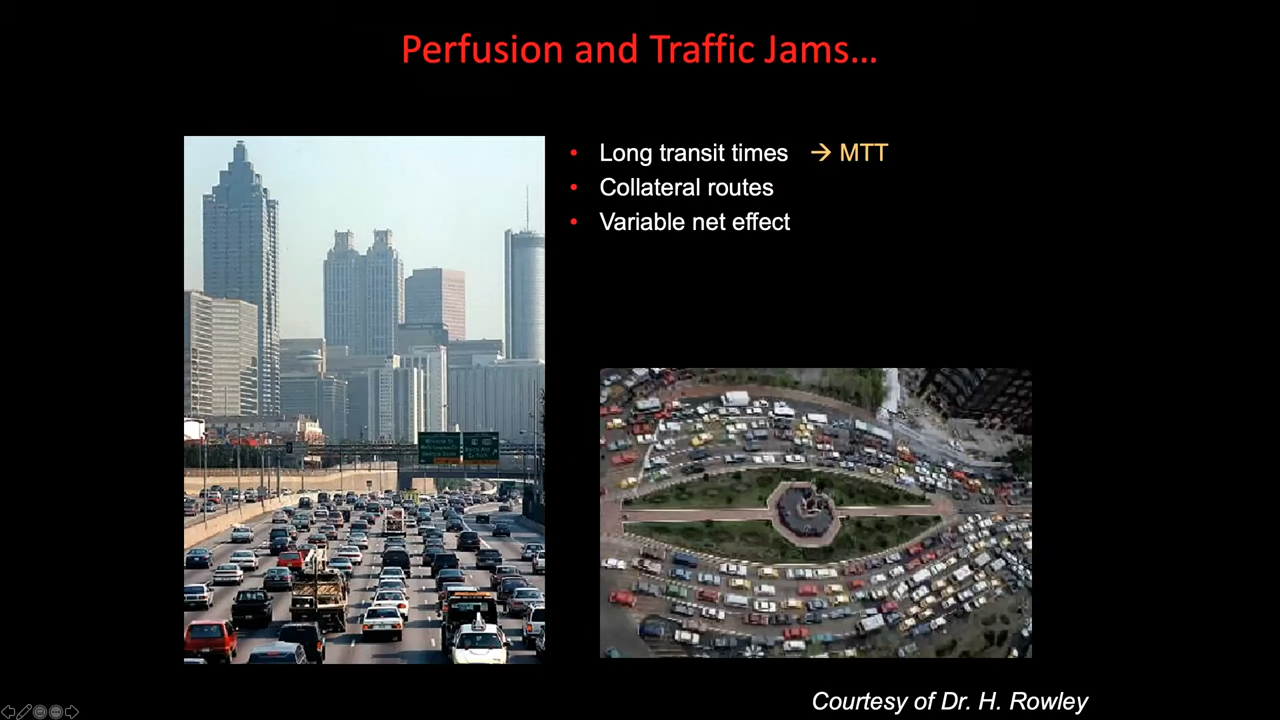 Perfusion and Traffic Jams...
• Long transit times → MTT
• Collateral routes
• Variable net effect
Courtesy of Dr. H. Rowley